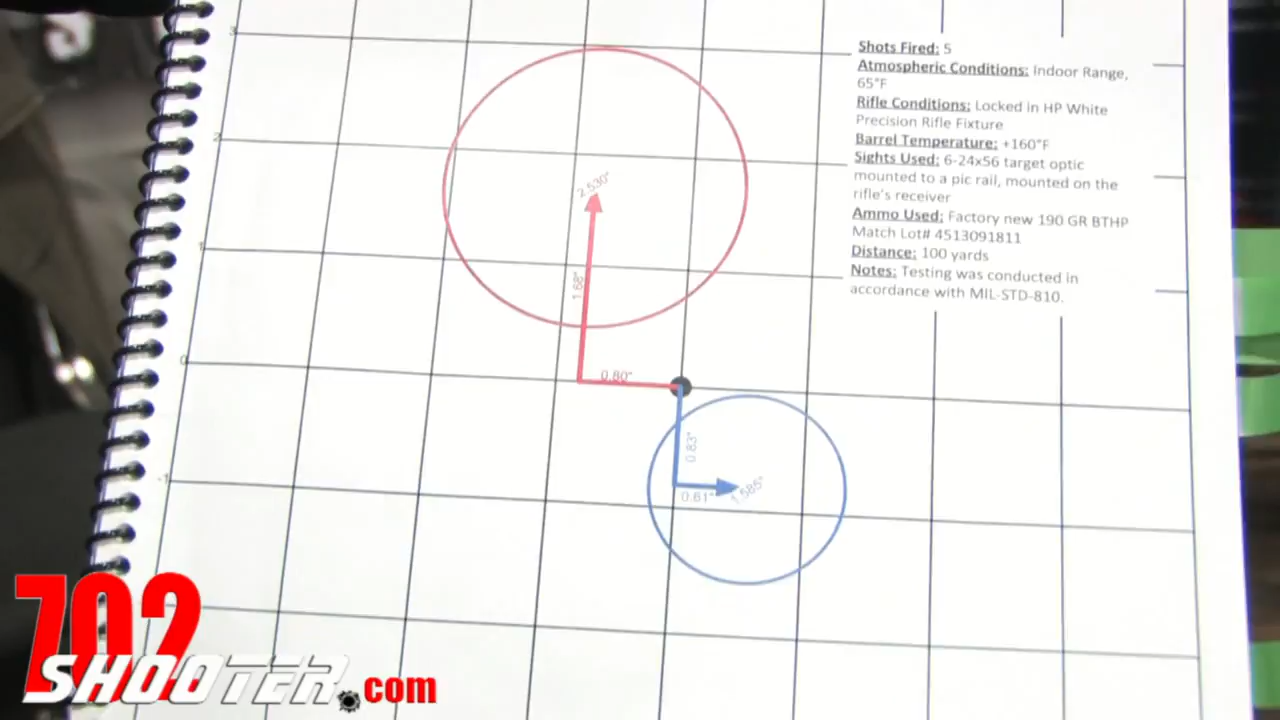 3
Shots Fired: 5
Atmospheric Conditions: Indoor Range,
65°F
Rifle Conditions: Locked in HP White
Precision Rifle Fixture
Barrel Temperature: +160°F
Sights Used: 6-24x56 target optic
mounted to a pic rail, mounted on the
rifle's receiver
Ammo Used: Factory new 190 GR BTHP
Match Lot# 4513091811
Distance: 100 yards
Notes: Testing was conducted in
accordance with MIL-STD-810.
2
2.530"
1
1.68"
0
0.80"
0.83"
-1
0.61"
1.585"
702
SHOOTER.com